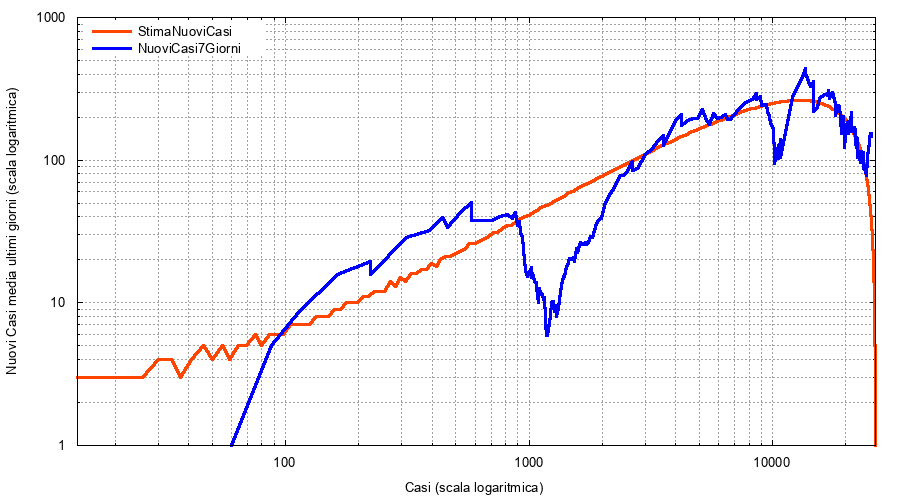 1000
StimaNuoviCasi
NuoviCasi7Giorni
100
10
1
Nuovi Casi media ultimi giorni (scala logaritmica)
100
1000
10000
Casi (scala logaritmica)